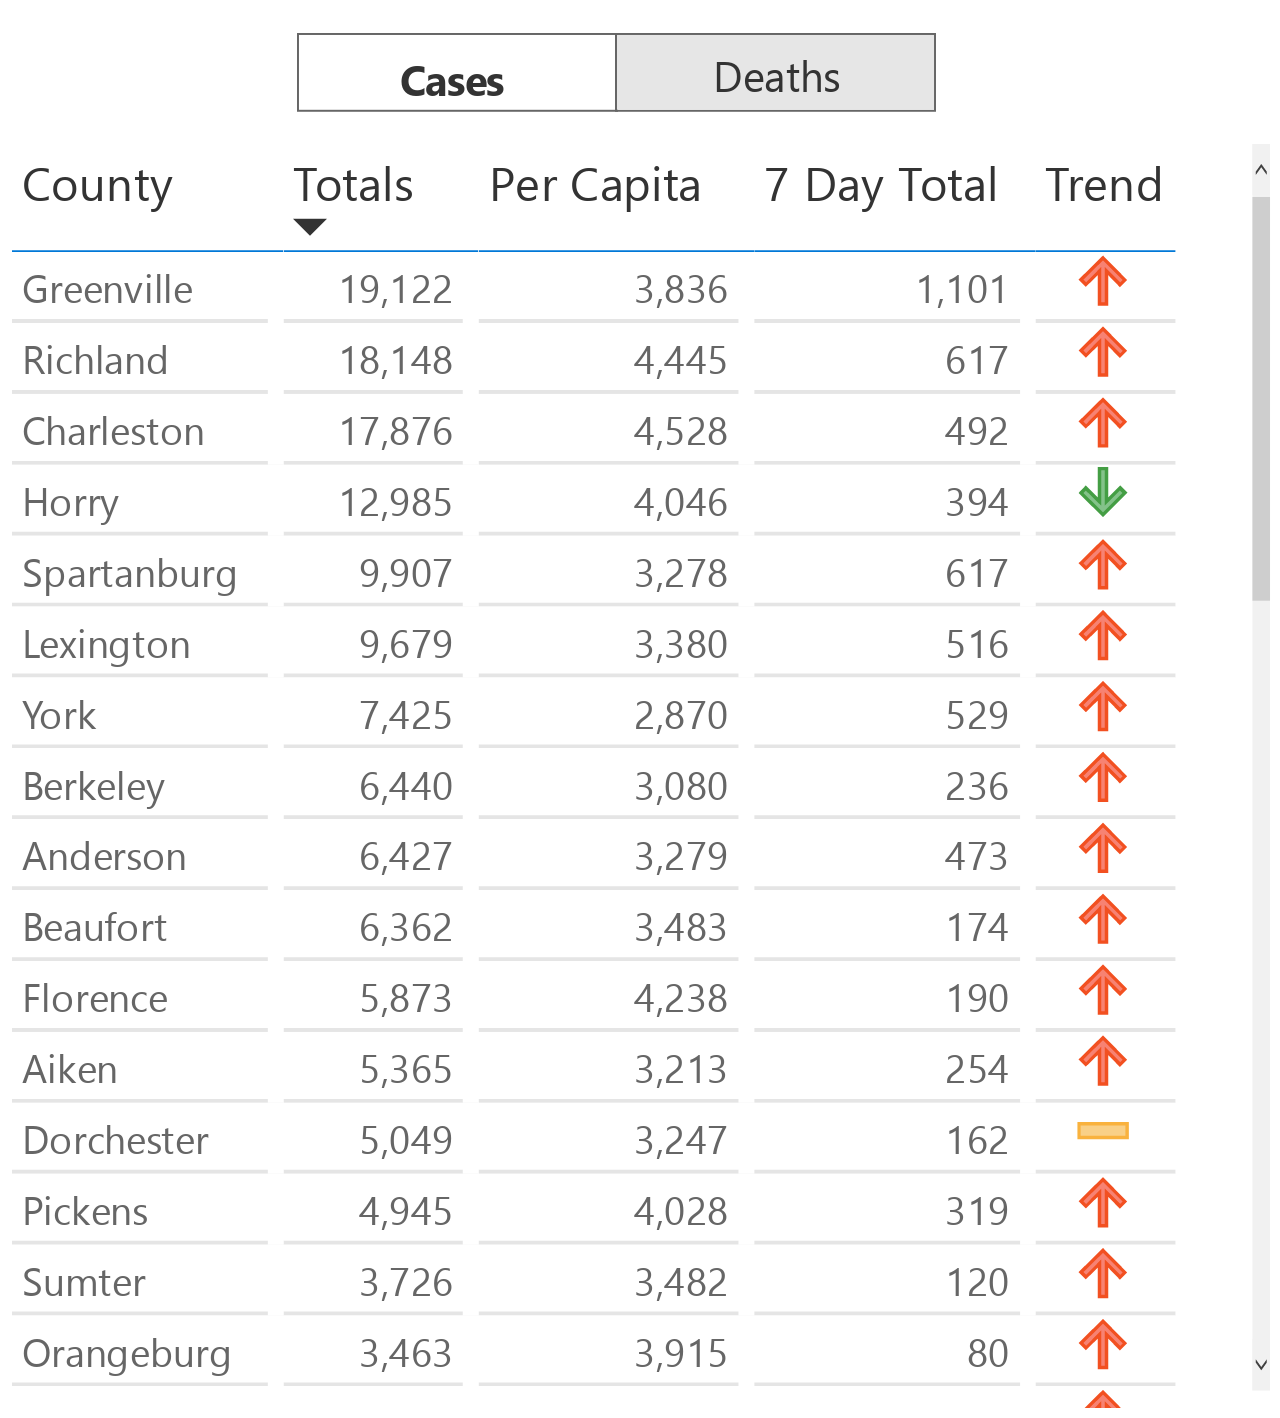 Cases Deaths
County Totals Per Capita 7 Day Total Trend
Greenville 19,122 3,836 1,101
Richland 18,148 4,445 617
Charleston 17,876 4,528 492
Horry 12,985 4,046 394
Spartanburg 9,907 3,278 617
Lexington 9,679 3,380 516
York 7,425 2,870 529
Berkeley 6,440 3,080 236
Anderson 6,427 3,279 473
Beaufort 6,362 3,483 174
Florence 5,873 4,238 190
Aiken 5,365 3,213 254
Dorchester 5,049 3,247 162
Pickens 4,945 4,028 319
Sumter 3,726 3,482 120
Orangeburg 3,463 3,915 80